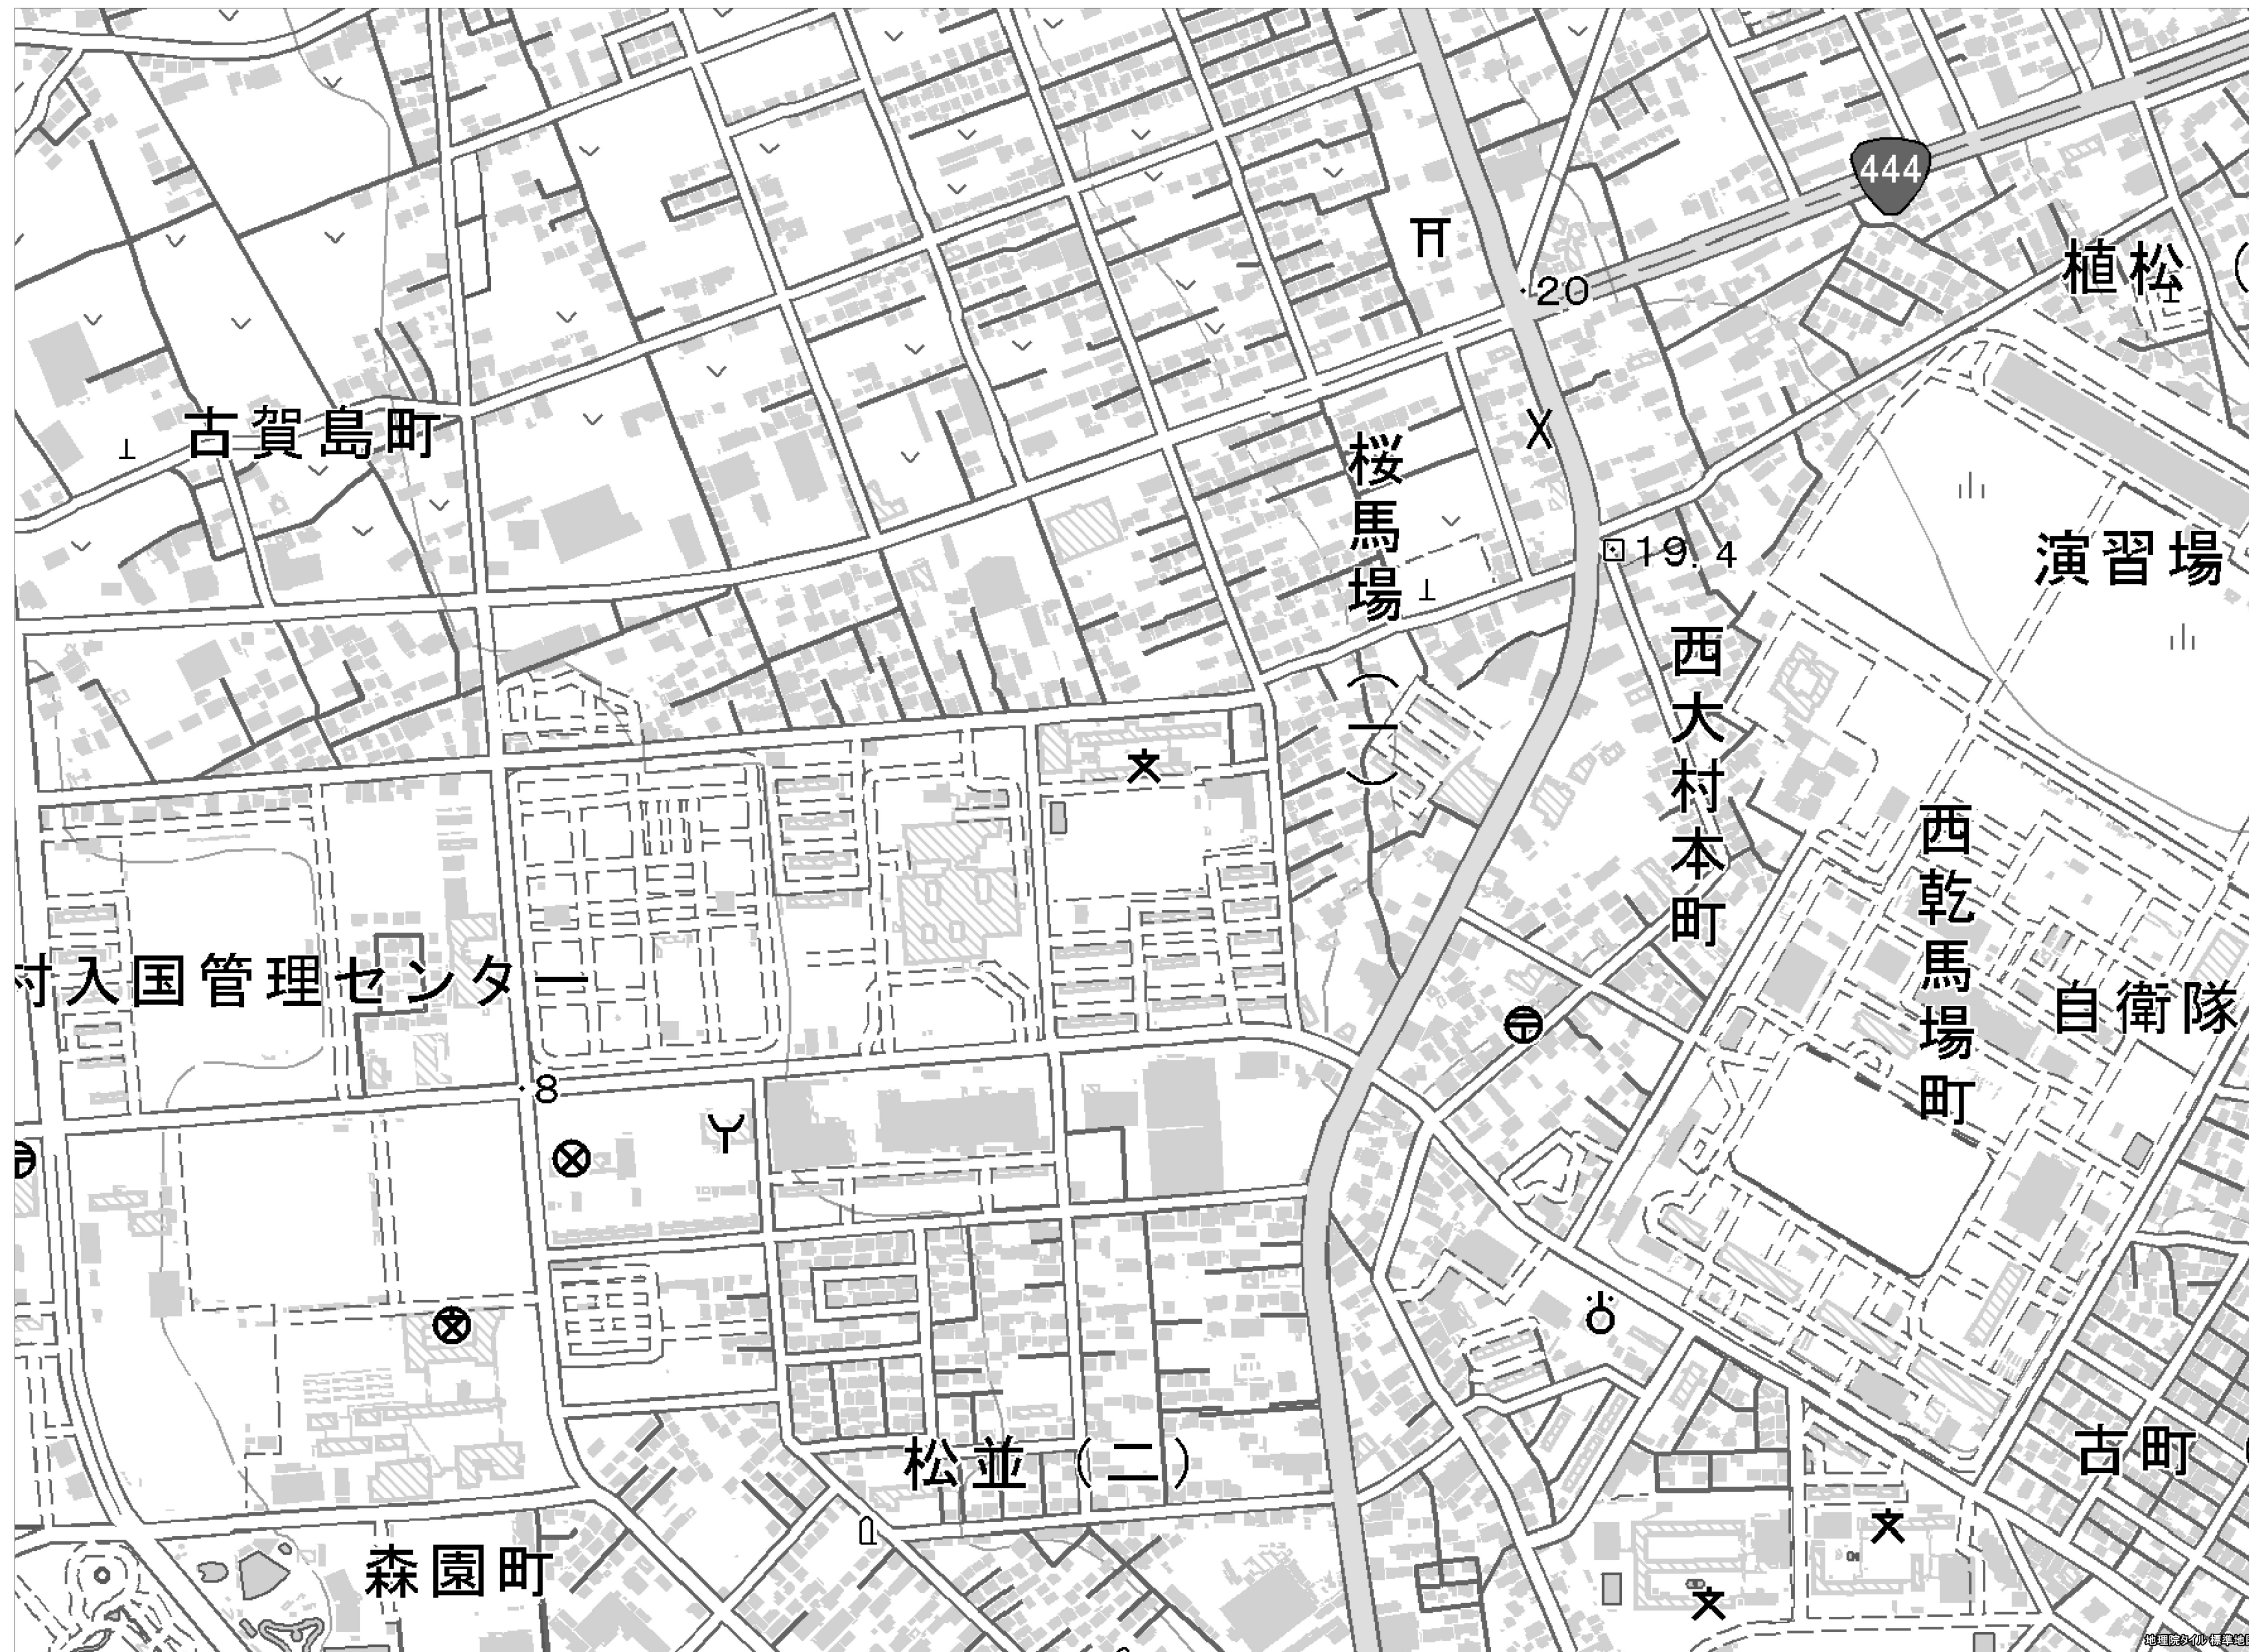 444
植松（
20
古賀島町
桜馬場（一）
19.4
演習場
西大村本町
西乾馬場町
村入国管理センター
自衛隊
8
古町（
松並（二）
森園町
地理院タイル 標準地図